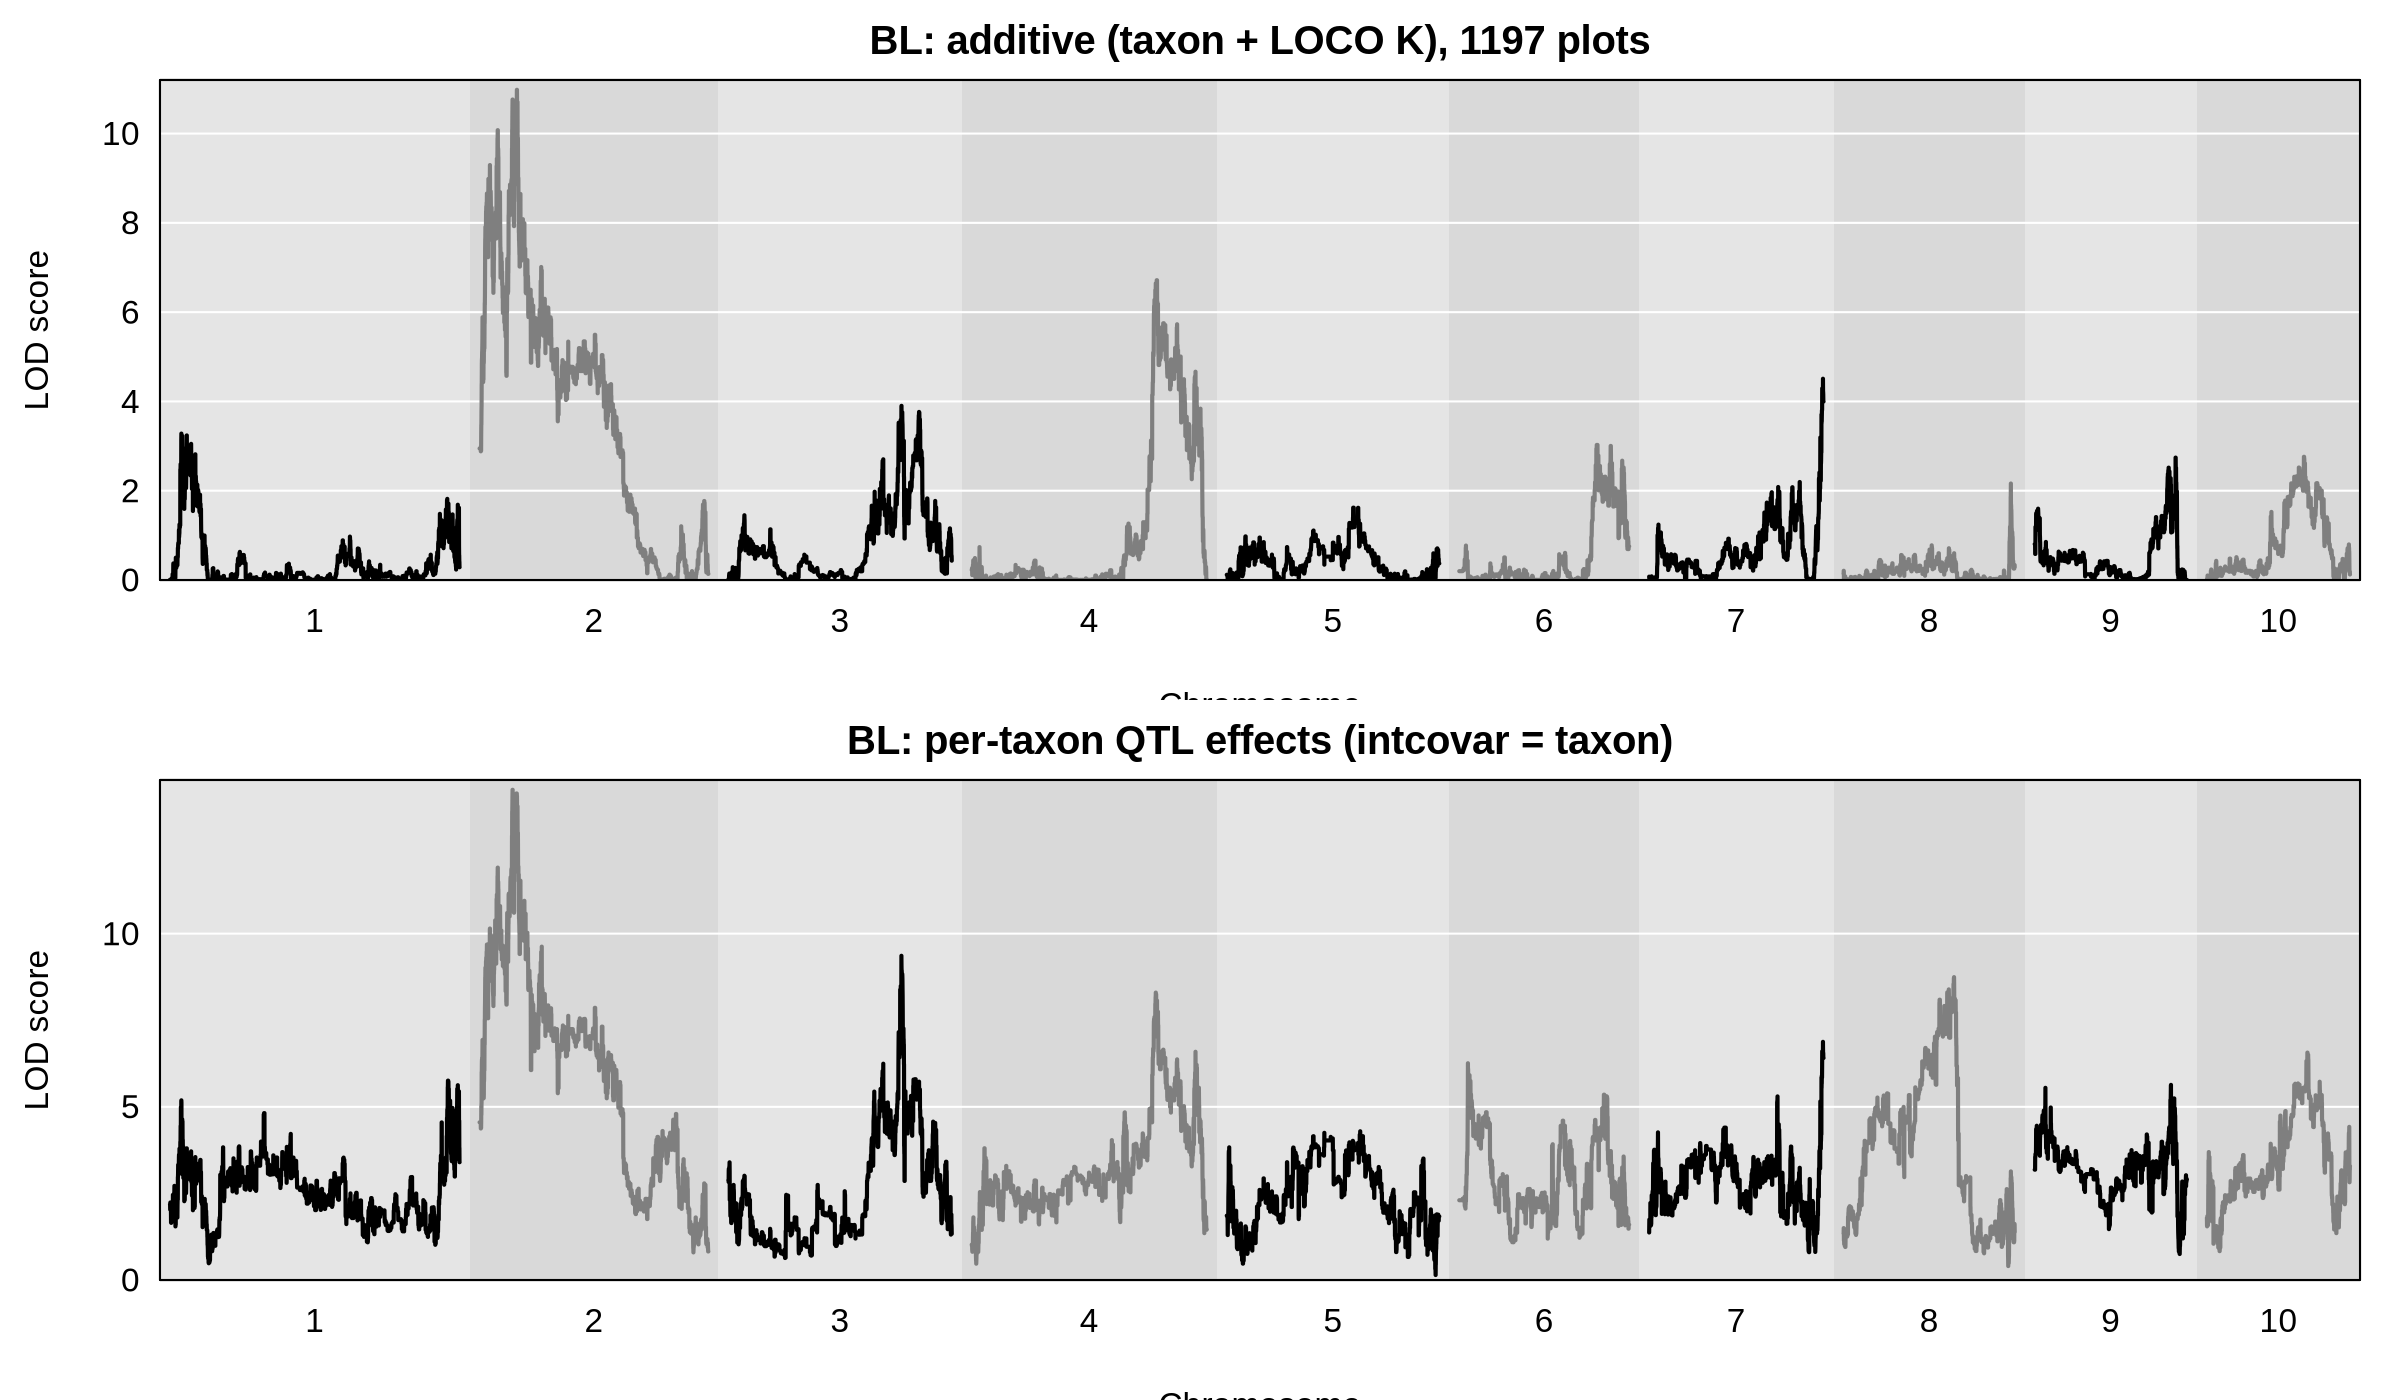 BL: additive (taxon + LOCO K), 1197 plots
LOD score
10
8
6
4
2
0
1 2 3 4 5 6 7 8 9 10
Chromosome
BL: per-taxon QTL effects (intcovar = taxon)
LOD score
10
5
0
1 2 3 4 5 6 7 8 9 10
Chromosome